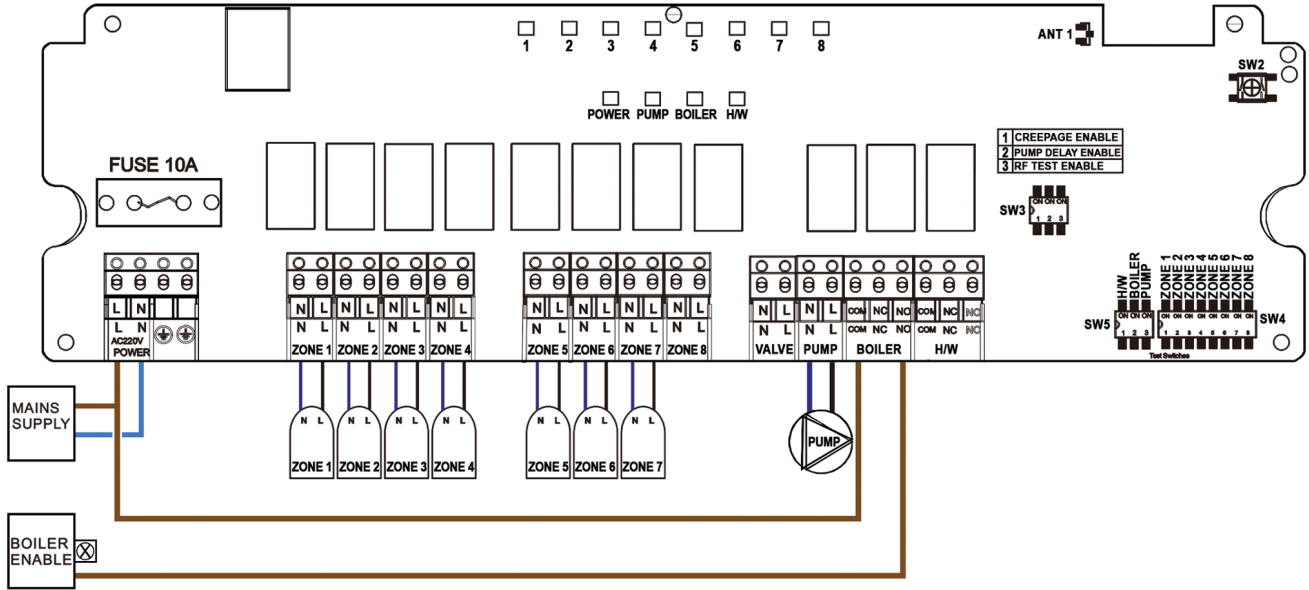 1 2 3 4 5 6 7 8
ANT 1
SW2
POWER PUMP BOILER H/W
1 CREEPAGE ENABLE
2 PUMP DELAY ENABLE
3 RF TEST ENABLE
FUSE 10A
SW3
ON ON ON
1 2 3
H/W
BOILER
PUMP
ZONE 1
ZONE 2
ZONE 3
ZONE 4
ZONE 5
ZONE 6
ZONE 7
ZONE 8
SW5
ON ON ON
1 2 3
ON ON ON ON ON ON ON ON
1 2 3 4 5 6 7 8
SW4
Test Switches
L N
L N
AC220V
POWER
N L N L N L N L
N L N L N L N L
ZONE 1 ZONE 2 ZONE 3 ZONE 4
N L N L N L N L
N L N L N L N L
ZONE 5 ZONE 6 ZONE 7 ZONE 8
N L N L COM NC NO COM NC NO
N L N L COM NC NO COM NC NO
VALVE PUMP BOILER H/W
MAINS
SUPPLY
N L N L N L N L
ZONE 1 ZONE 2 ZONE 3 ZONE 4
N L N L N L
ZONE 5 ZONE 6 ZONE 7
PUMP
BOILER
ENABLE